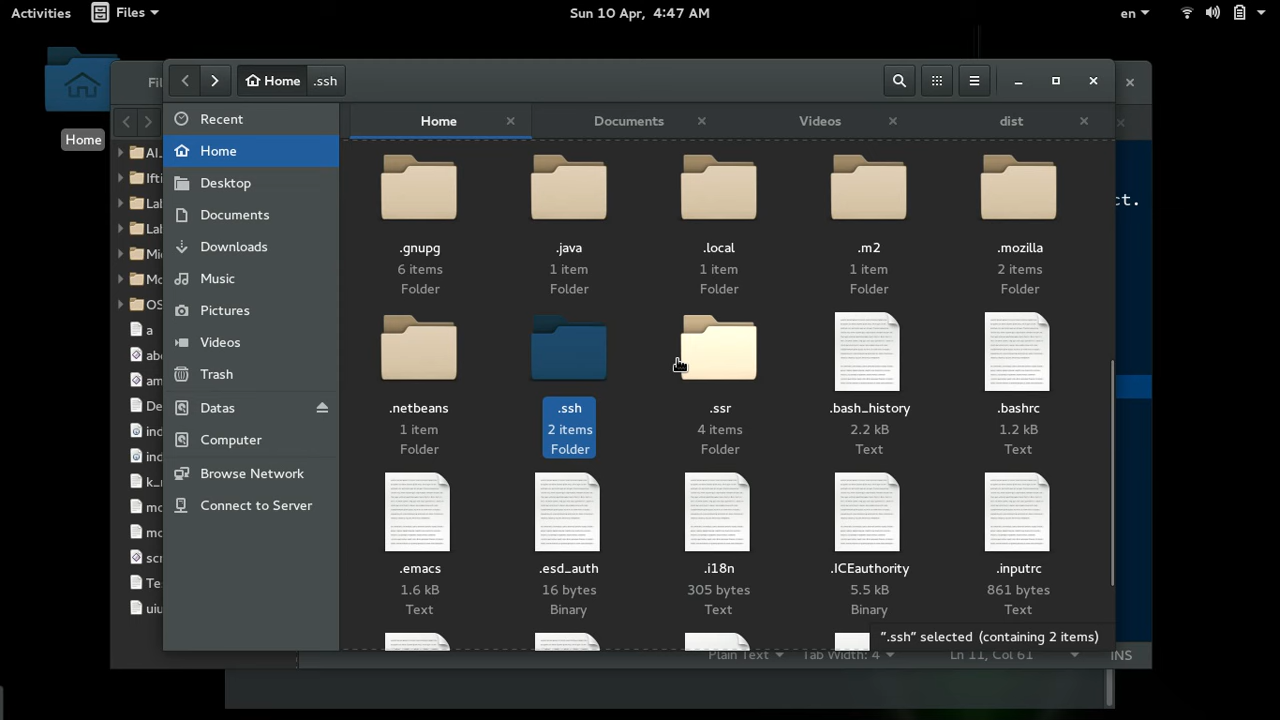 Activities
Files
Sun 10 Apr, 4:47 AM
en
Home
Home .ssh
Recent
Home
Desktop
Documents
Downloads
Music
Pictures
Videos
Trash
Datas
Computer
Browse Network
Connect to Server
Home
Documents
Videos
dist
.gnupg
6 items
Folder
.java
1 item
Folder
.local
1 item
Folder
.m2
1 item
Folder
.mozilla
2 items
Folder
.netbeans
1 item
Folder
.ssh
2 items
Folder
.ssr
4 items
Folder
.bash_history
2.2 kB
Text
.bashrc
1.2 kB
Text
.emacs
1.6 kB
Text
.esd_auth
16 bytes
Binary
.i18n
305 bytes
Text
.ICEauthority
5.5 kB
Binary
.inputrc
861 bytes
Text
".ssh" selected (containing 2 items)
a
ct.
Plain Text
Tab Width: 4
Ln 11, Col 61
INS